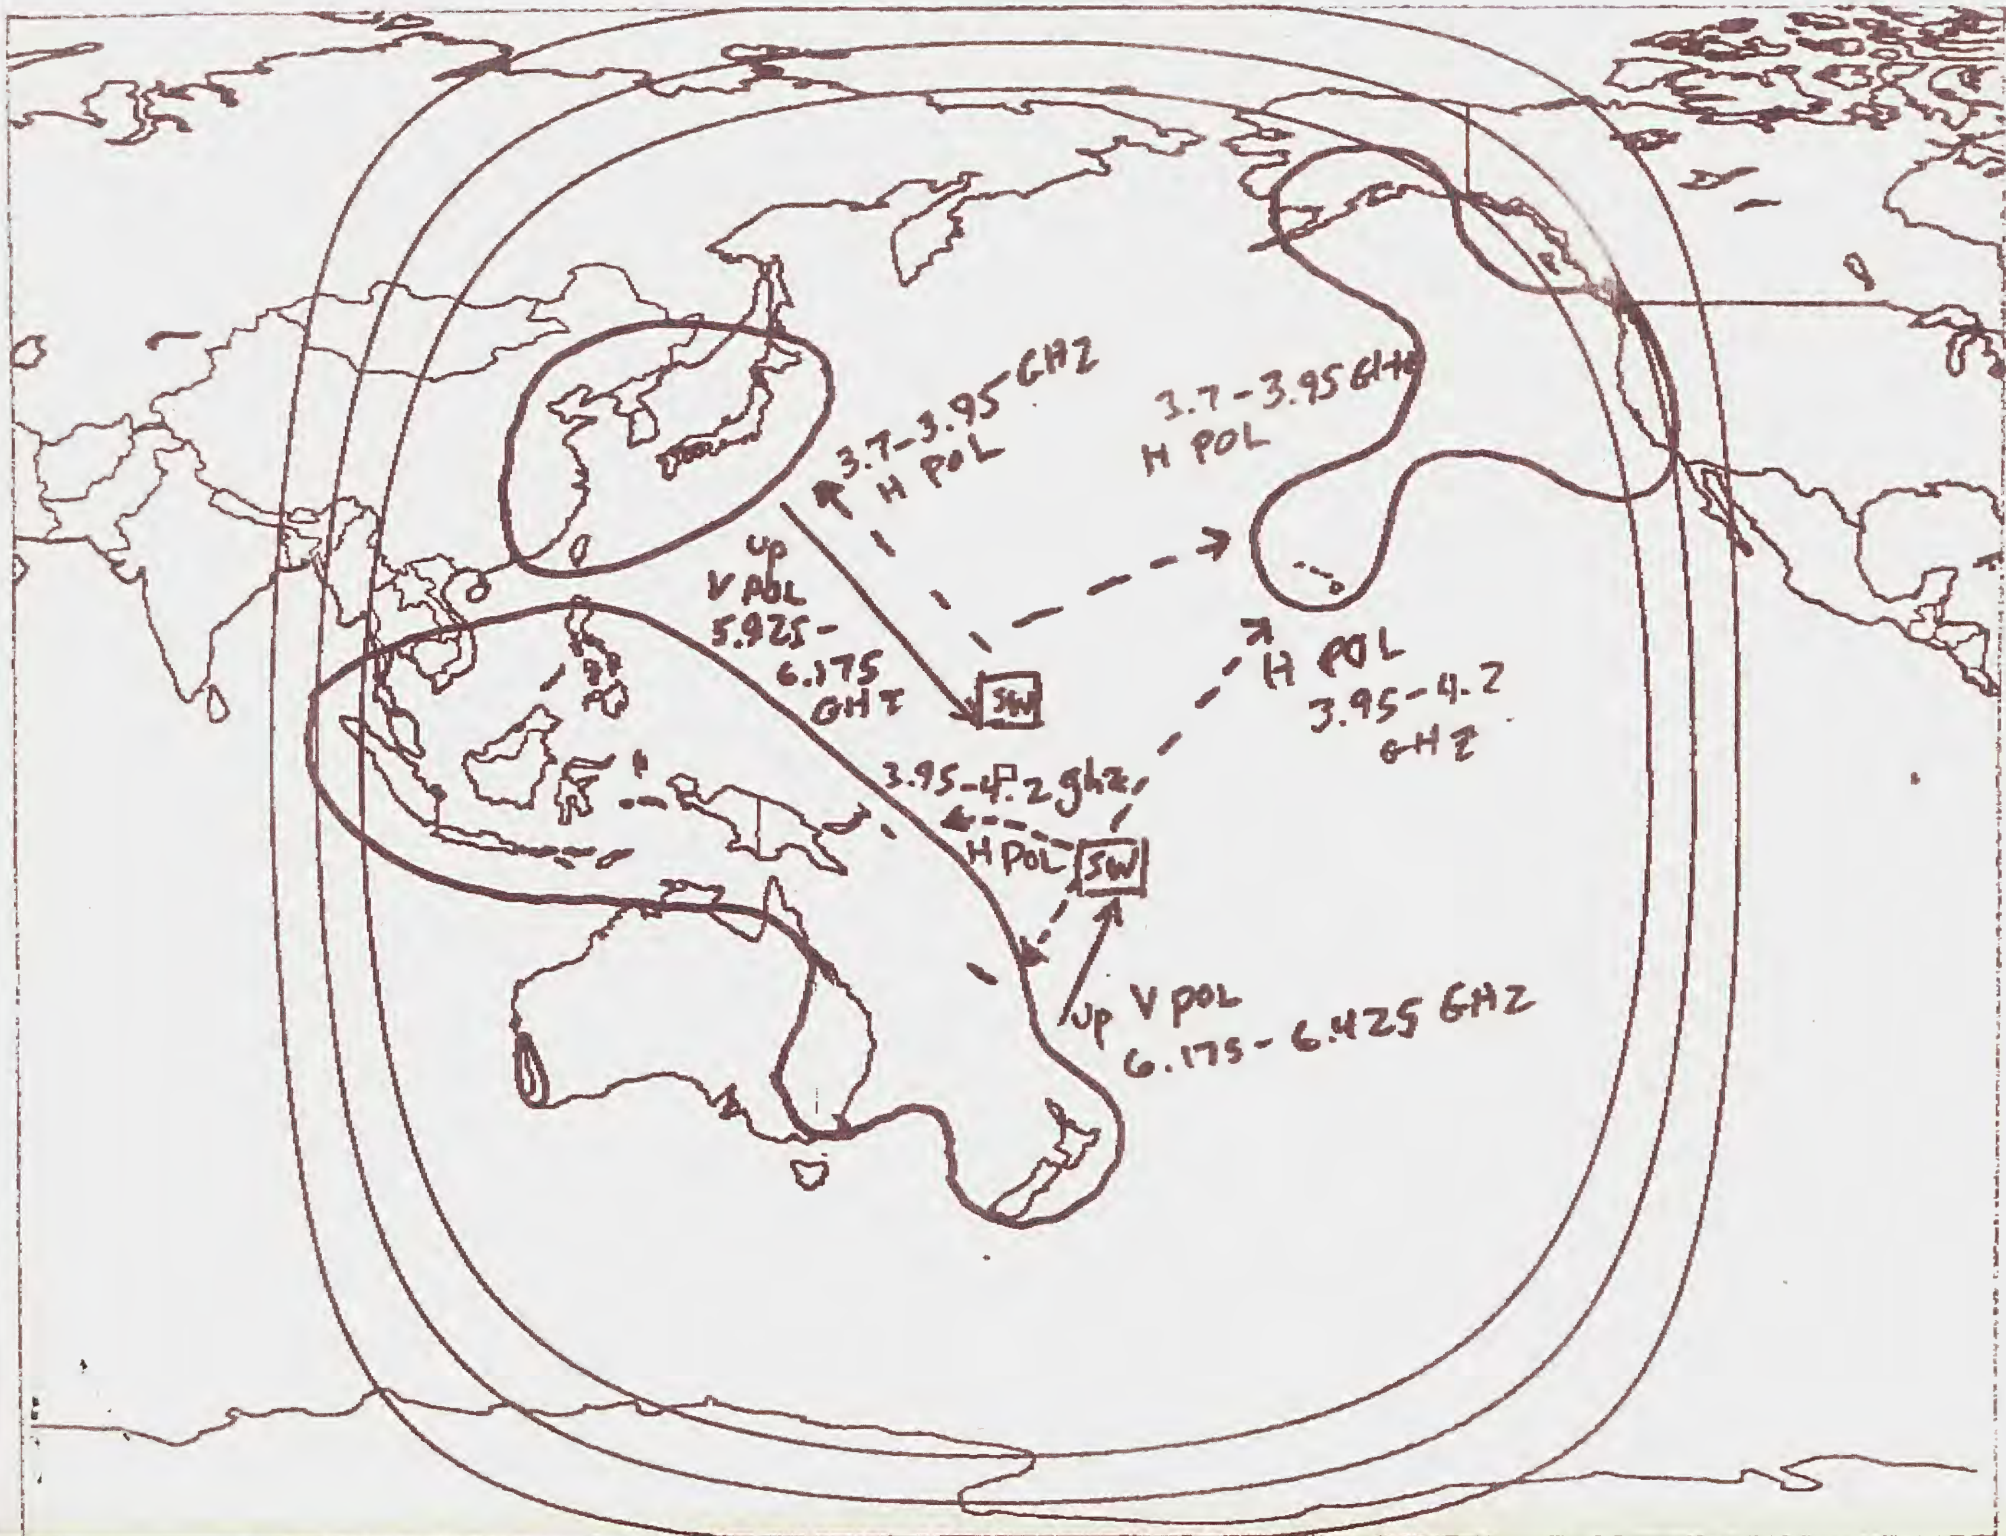 3.7-3.95 GHZ
H POL
3.7-3.95 GHz
H POL
up
V POL
5.925-
6.175
GHZ
SW
H POL
3.95-4.2
GHZ
3.95-4.2 ghz
H POL
SW
up V POL
6.175-6.425 GHZ